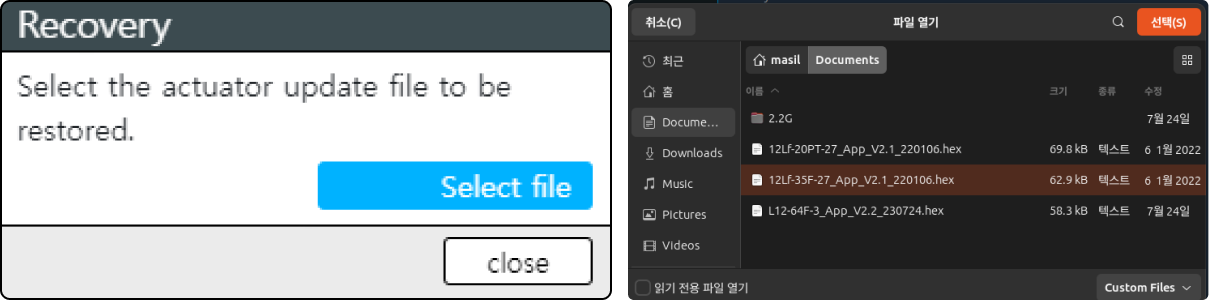 Recovery
Select the actuator update file to be
restored.
Select file
close
취소(C)
파일 열기
선택(S)
최근
홈
Docume...
Downloads
Music
Pictures
Videos
masil Documents
이름 크기 종류 수정
2.2G 7월 24일
12Lf-20PT-27_App_V2.1_220106.hex 69.8 kB 텍스트 6 1월 2022
12Lf-35F-27_App_V2.1_220106.hex 62.9 kB 텍스트 6 1월 2022
L12-64F-3_App_V2.2_230724.hex 58.3 kB 텍스트 7월 24일
읽기 전용 파일 열기
Custom Files